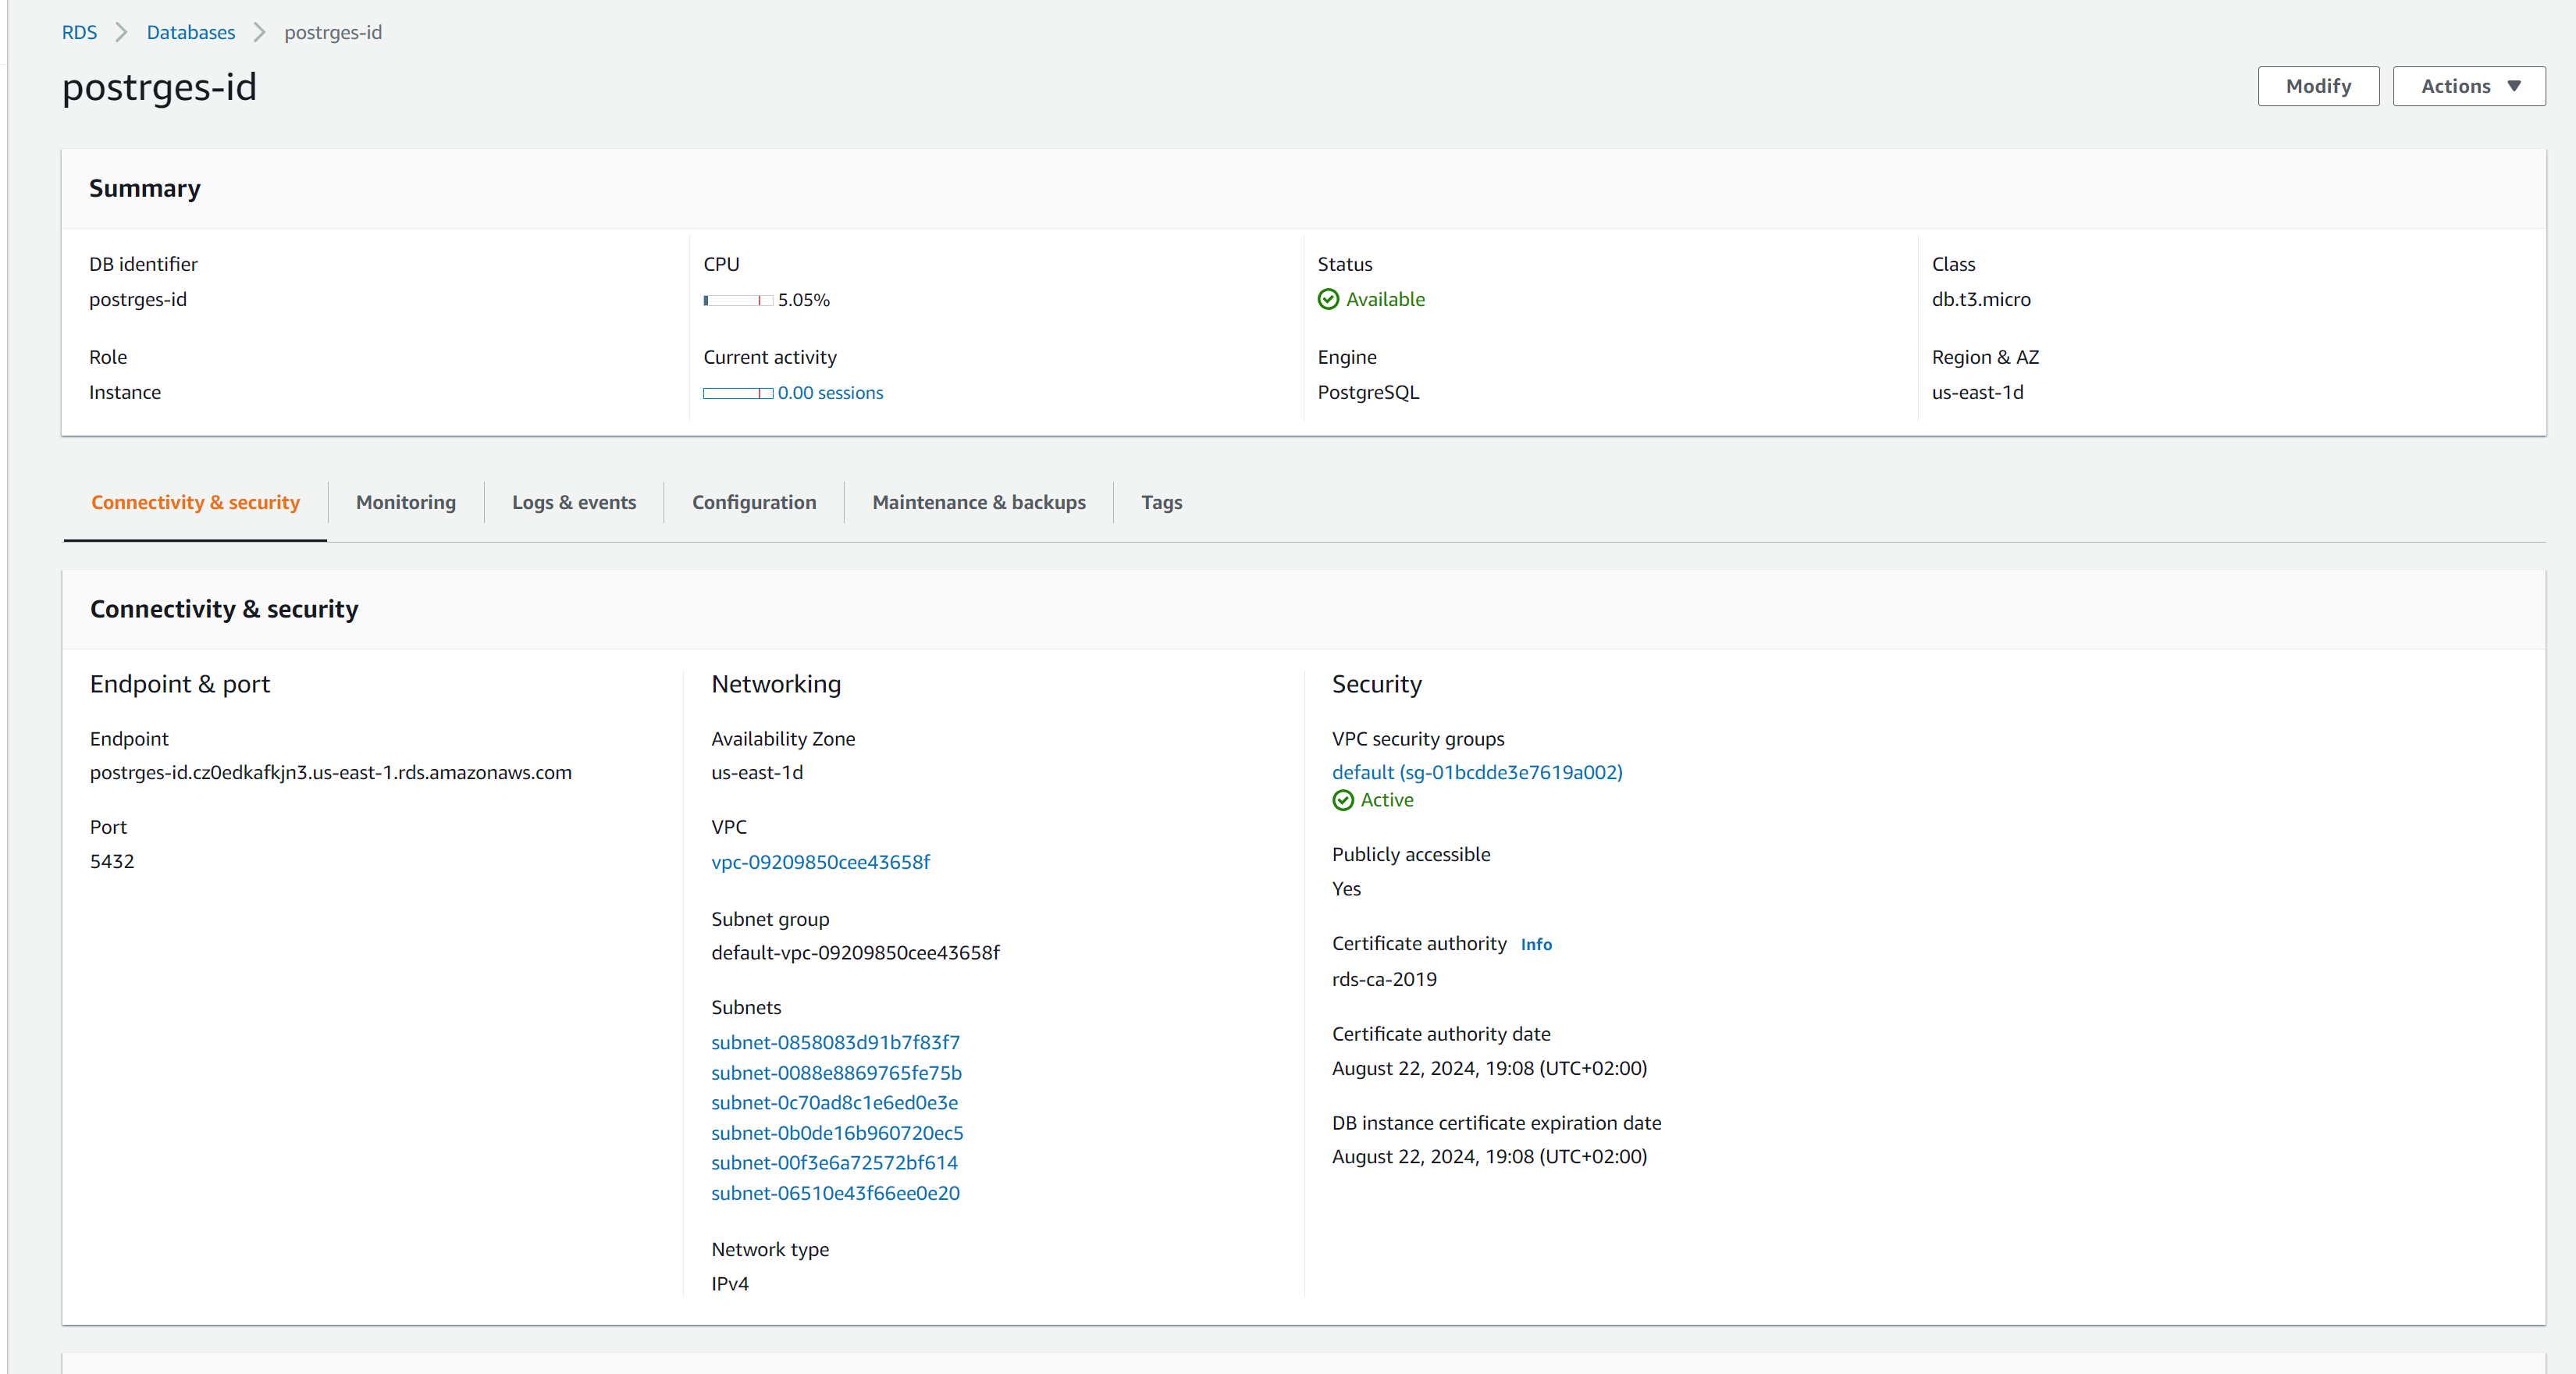 RDS > Databases > postrges-id
postrges-id
Modify
Actions
Summary
DB identifier
postrges-id
CPU
5.05%
Status
Available
Class
db.t3.micro
Role
Instance
Current activity
0.00 sessions
Engine
PostgreSQL
Region & AZ
us-east-1d
Connectivity & security
Monitoring
Logs & events
Configuration
Maintenance & backups
Tags
Connectivity & security
Endpoint & port
Endpoint
postrges-id.cz0edkafkjn3.us-east-1.rds.amazonaws.com
Port
5432
Networking
Availability Zone
us-east-1d
VPC
vpc-09209850cee43658f
Subnet group
default-vpc-09209850cee43658f
Subnets
subnet-0858083d91b7f83f7
subnet-0088e8869765fe75b
subnet-0c70ad8c1e6ed0e3e
subnet-0b0de16b960720ec5
subnet-00f3e6a72572bf614
subnet-06510e43f66ee0e20
Network type
IPv4
Security
VPC security groups
default (sg-01bcdde3e7619a002)
Active
Publicly accessible
Yes
Certificate authority Info
rds-ca-2019
Certificate authority date
August 22, 2024, 19:08 (UTC+02:00)
DB instance certificate expiration date
August 22, 2024, 19:08 (UTC+02:00)